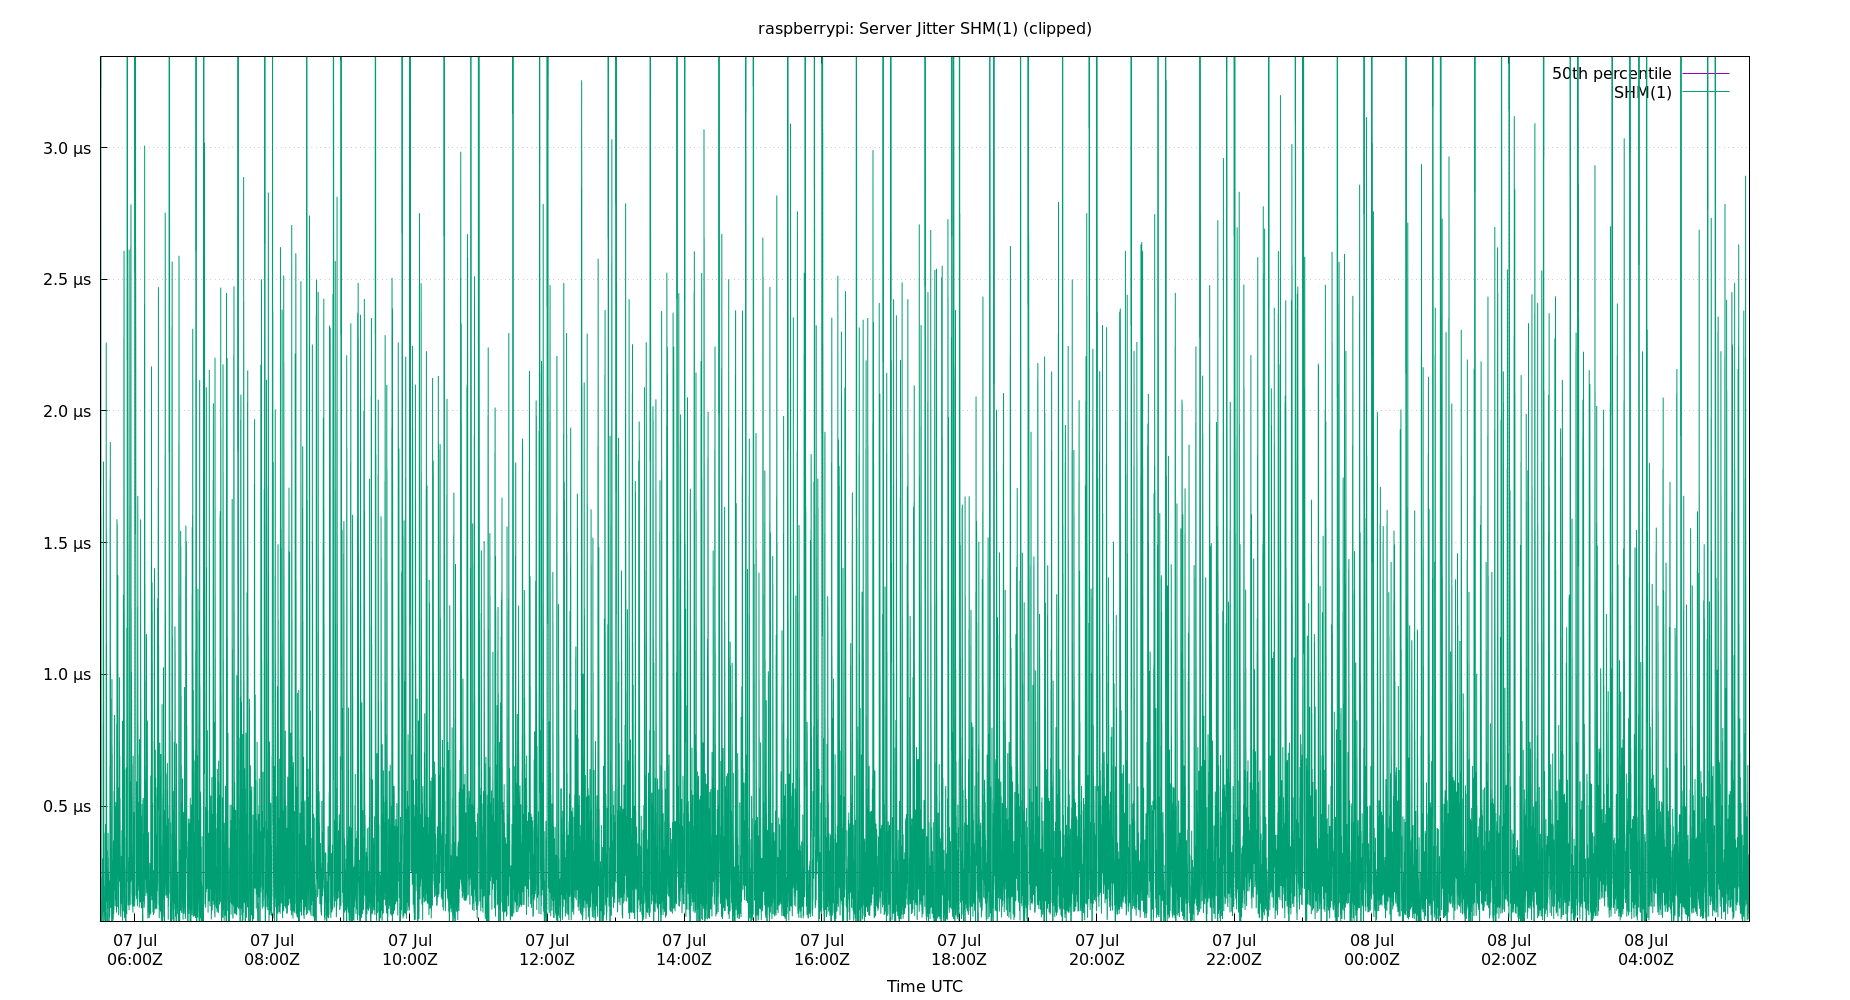 raspberrypi: Server Jitter SHM(1) (clipped)
50th percentile
SHM(1)
3.0 µs
2.5 µs
2.0 µs
1.5 µs
1.0 µs
0.5 µs
07 Jul 07 Jul 07 Jul 07 Jul 07 Jul 07 Jul 07 Jul 07 Jul 07 Jul 08 Jul 08 Jul 08 Jul
06:00Z 08:00Z 10:00Z 12:00Z 14:00Z 16:00Z 18:00Z 20:00Z 22:00Z 00:00Z 02:00Z 04:00Z
Time UTC